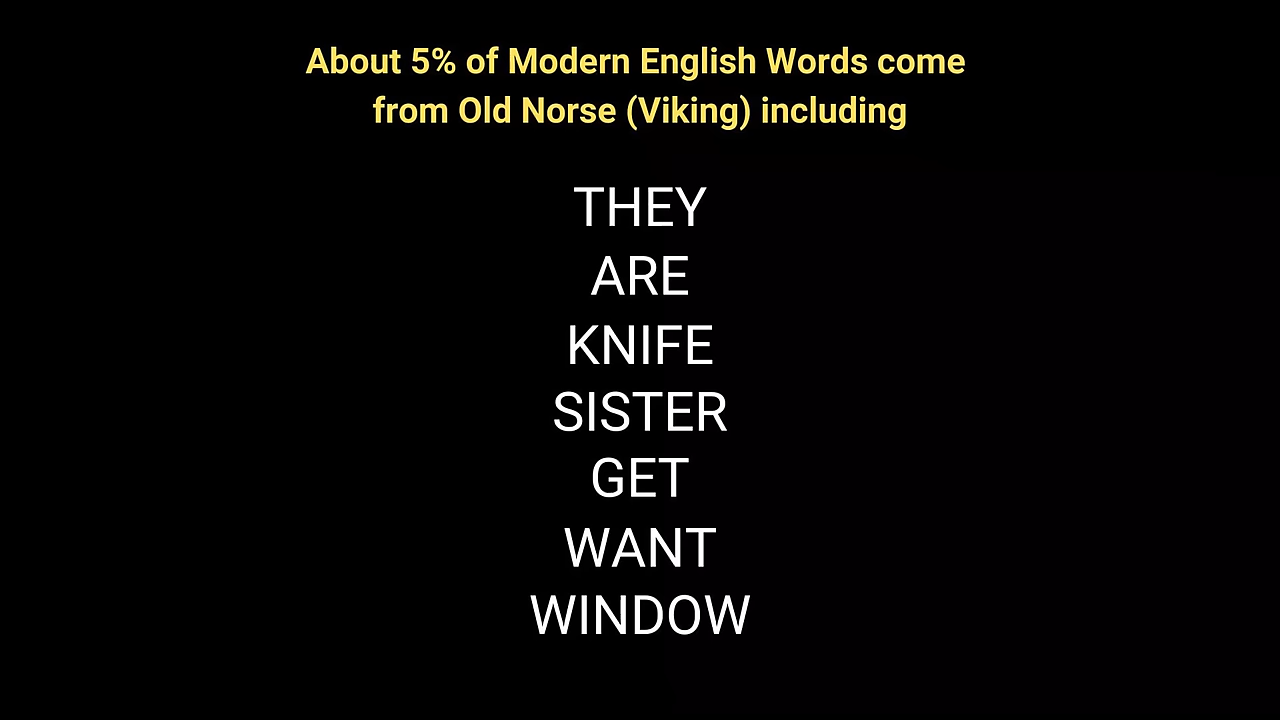 About 5% of Modern English Words come
from Old Norse (Viking) including
THEY
ARE
KNIFE
SISTER
GET
WANT
WINDOW